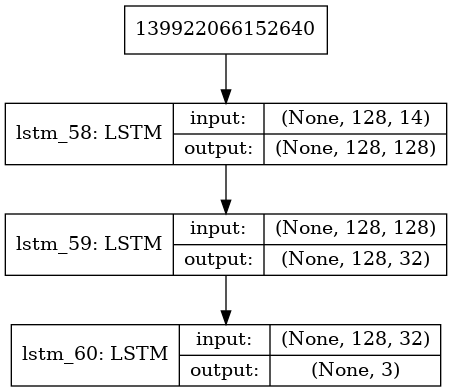 139922066152640
lstm_58: LSTM
input: (None, 128, 14)
output: (None, 128, 128)
lstm_59: LSTM
input: (None, 128, 128)
output: (None, 128, 32)
lstm_60: LSTM
input: (None, 128, 32)
output: (None, 3)